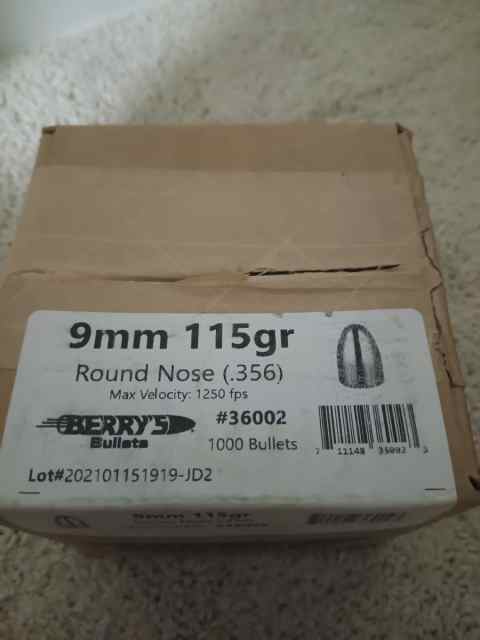 9mm 115gr
Round Nose (.356)
Max Velocity: 1250 fps
BERRY'S
Bullets
#36002
1000 Bullets
Lot#202101151919-JD2
9mm 115gr